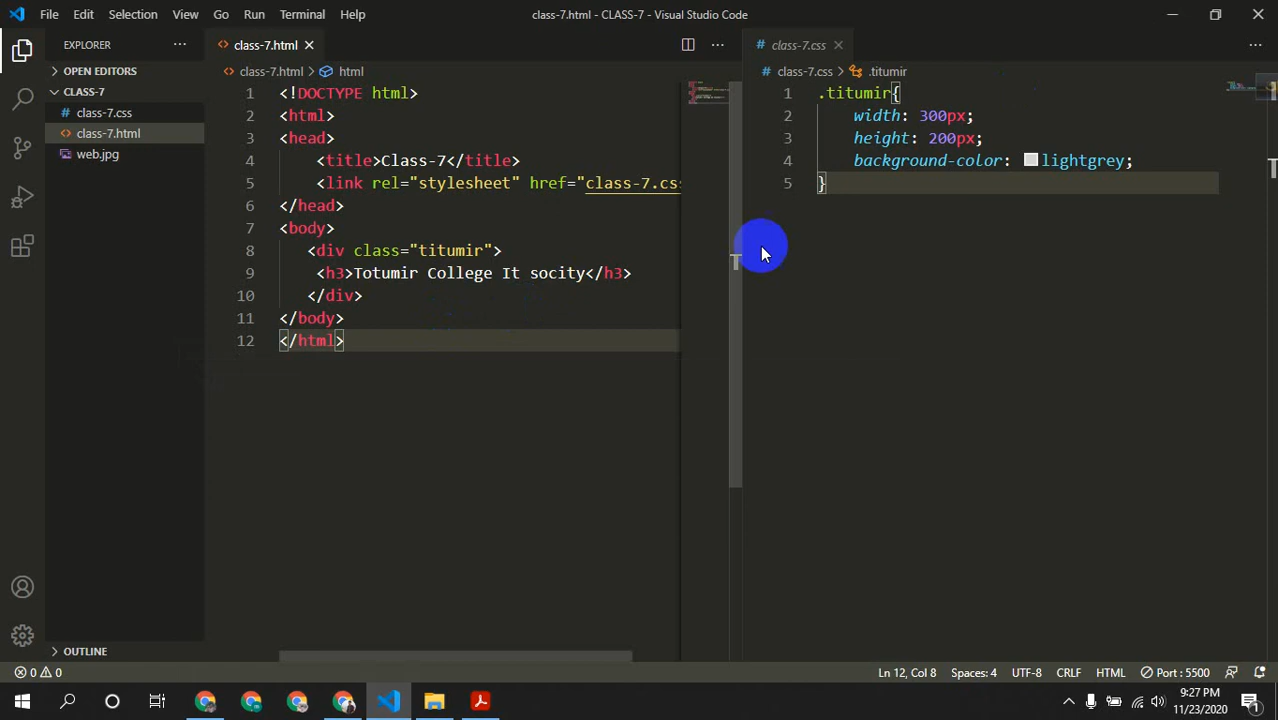 File Edit Selection View Go Run Terminal Help
class-7.html - CLASS-7 - Visual Studio Code
EXPLORER
OPEN EDITORS
CLASS-7
class-7.css
class-7.html
web.jpg
OUTLINE
class-7.html
class-7.html > html
1 <!DOCTYPE html>
2 <html>
3 <head>
4 <title>Class-7</title>
5 <link rel="stylesheet" href="class-7.css
6 </head>
7 <body>
8 <div class="titumir">
9 <h3>Totumir College It socity</h3>
10 </div>
11 </body>
12 </html>
class-7.css
class-7.css > .titumir
1 .titumir{
2 width: 300px;
3 height: 200px;
4 background-color: lightgrey;
5 }
0 0
Ln 12, Col 8 Spaces: 4 UTF-8 CRLF HTML Port : 5500
9:27 PM
11/23/2020
1